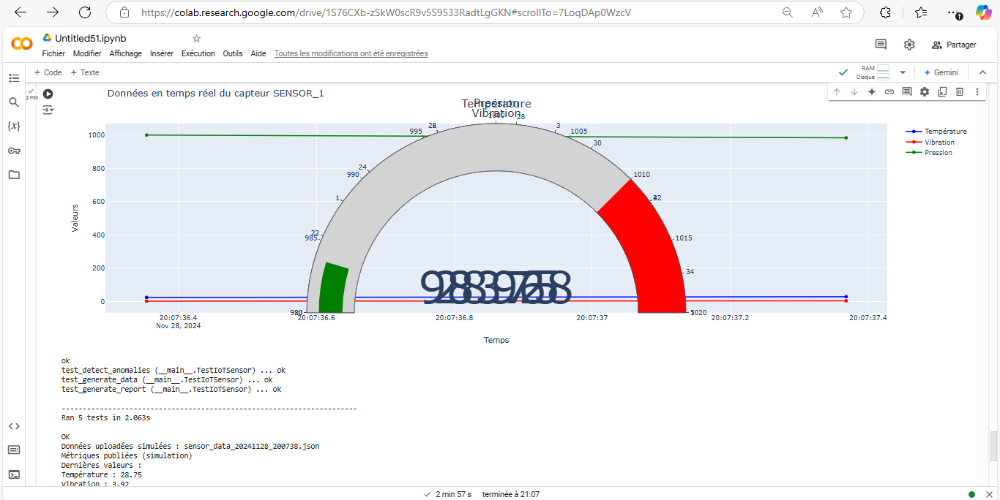 https://colab.research.google.com/drive/1S76CXb-zSkW0scR9v5S9533RadtLgGKN#scrollTo=7LoqDAp0WzcV
CO
Untitled51.ipynb
Fichier Modifier Affichage Insérer Exécution Outils Aide Toutes les modifications ont été enregistrées
Partager
+ Code + Texte
RAM
Disque
Gemini
2 min
Données en temps réel du capteur SENSOR_1
Température
Pression
Vibration
1000 28
995 26 3 1005
30
24
990 1010
1 32
22
985 1015
34
980 1020
1000
800
600
400
200
0
Valeurs
Température
Vibration
Pression
20:07:36.4 20:07:36.6 20:07:36.8 20:07:37 20:07:37.2 20:07:37.4
Nov 28, 2024
Temps
ok
test_detect_anomalies (__main__.TestIoTSensor) ... ok
test_generate_data (__main__.TestIoTSensor) ... ok
test_generate_report (__main__.TestIoTSensor) ... ok
----------------------------------------------------------------------
Ran 5 tests in 2.063s
OK
Données uploadées simulées : sensor_data_20241128_200738.json
Métriques publiées (simulation)
Dernières valeurs :
Température : 28.75
Vibration : 3.92
2 min 57 s terminée à 21:07